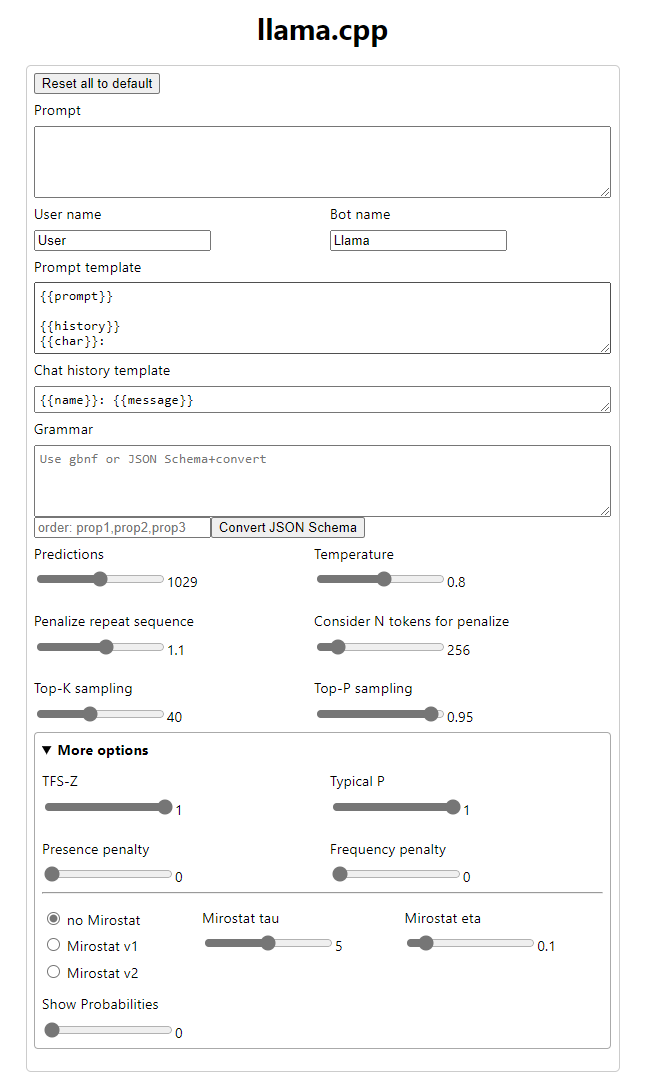 llama.cpp
Reset all to default
Prompt
User name Bot name
User Llama
Prompt template
{{prompt}}
{{history}}
{{char}}:
Chat history template
{{name}}: {{message}}
Grammar
Use gbnf or JSON Schema+convert
order: prop1,prop2,prop3 Convert JSON Schema
Predictions Temperature
1029 0.8
Penalize repeat sequence Consider N tokens for penalize
1.1 256
Top-K sampling Top-P sampling
40 0.95
More options
TFS-Z Typical P
1 1
Presence penalty Frequency penalty
0 0
no Mirostat Mirostat tau Mirostat eta
Mirostat v1 5 0.1
Mirostat v2
Show Probabilities
0